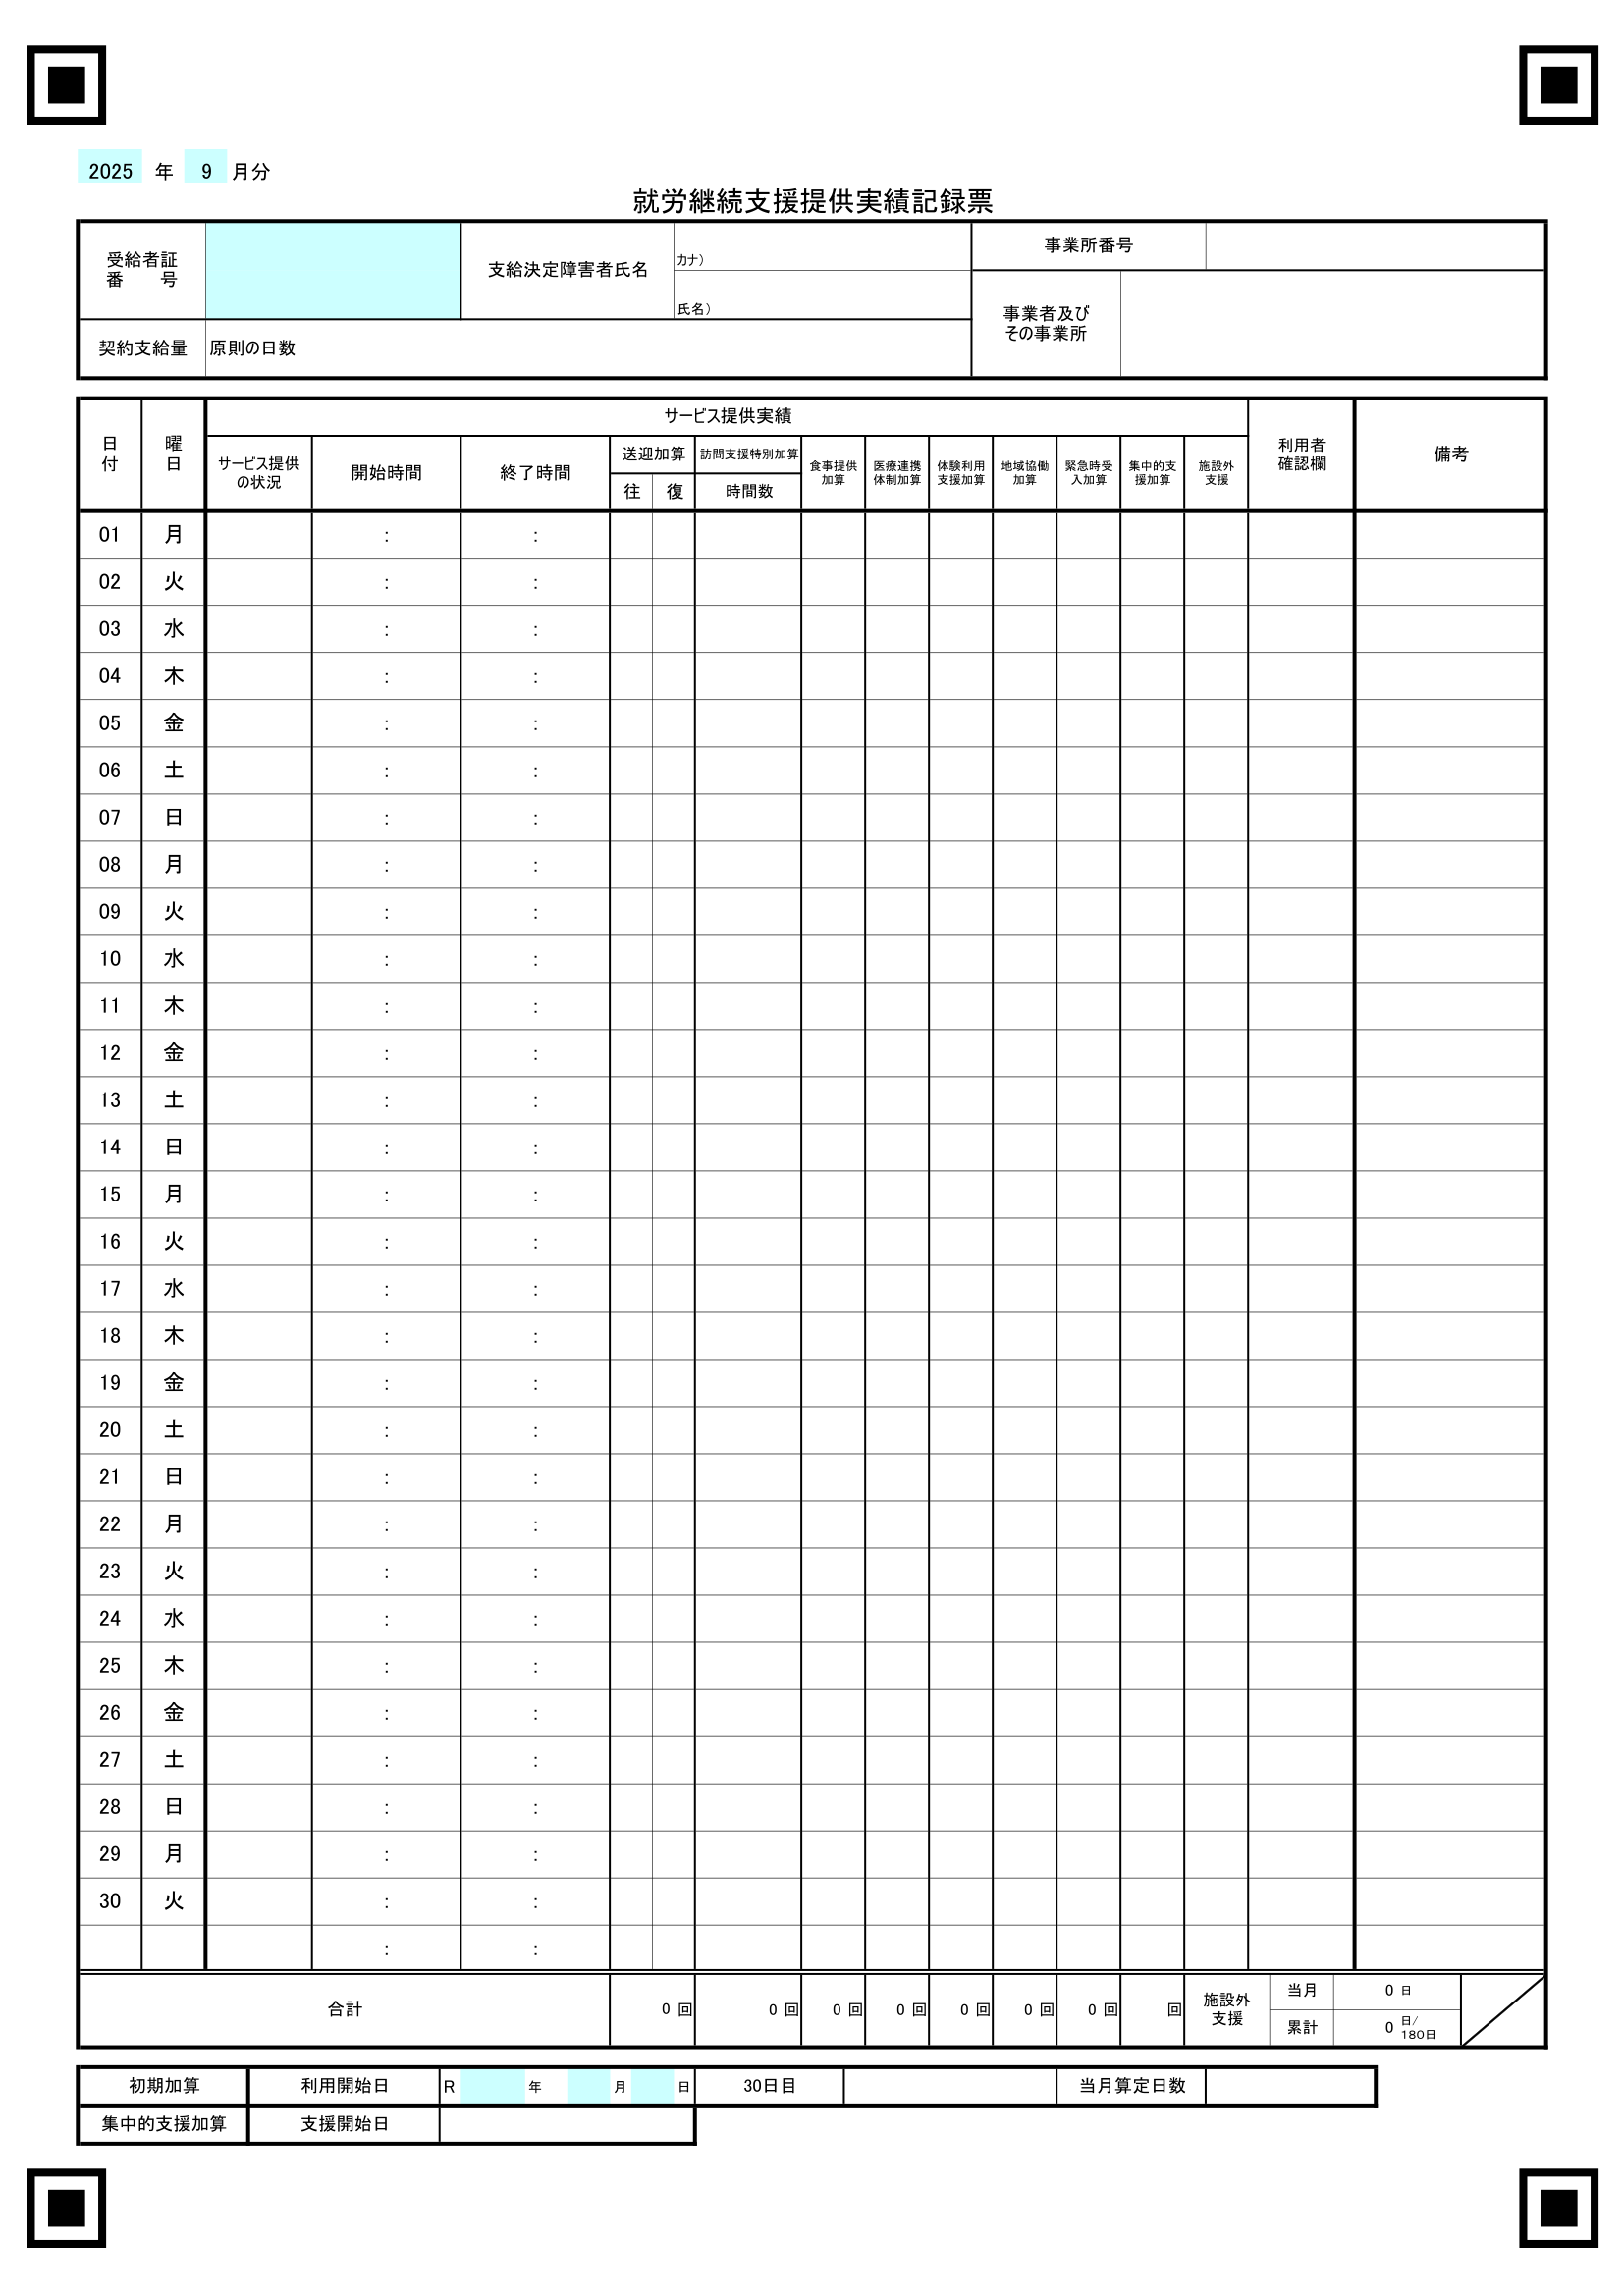 2025 年 9 月分
就労継続支援提供実績記録票
受給者証
番　　号
支給決定障害者氏名
カナ）
氏名）
事業所番号
事業者及び
その事業所
契約支給量 原則の日数
日
付
曜
日
サービス提供実績
サービス提供
の状況
開始時間
終了時間
送迎加算
往 復
訪問支援特別加算
時間数
食事提供
加算
医療連携
体制加算
体験利用
支援加算
地域協働
加算
緊急時受
入加算
集中的支
援加算
施設外
支援
利用者
確認欄
備考
01 月 : :
02 火 : :
03 水 : :
04 木 : :
05 金 : :
06 土 : :
07 日 : :
08 月 : :
09 火 : :
10 水 : :
11 木 : :
12 金 : :
13 土 : :
14 日 : :
15 月 : :
16 火 : :
17 水 : :
18 木 : :
19 金 : :
20 土 : :
21 日 : :
22 月 : :
23 火 : :
24 水 : :
25 木 : :
26 金 : :
27 土 : :
28 日 : :
29 月 : :
30 火 : :
: :
合計 0 回 0 回 0 回 0 回 0 回 0 回 0 回 回
施設外
支援
当月 0 日
累計 0 日/
180日
初期加算 利用開始日 R 年 月 日 30日目 当月算定日数
集中的支援加算 支援開始日